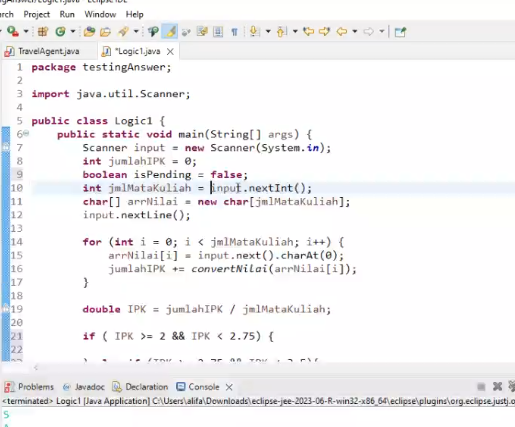 Logic1.java - Eclipse IDE
arch Project Run Window Help
TravelAgent.java *Logic1.java
1 package testingAnswer;
2
3 import java.util.Scanner;
4
5 public class Logic1 {
6 public static void main(String[] args) {
7 Scanner input = new Scanner(System.in);
8 int jumlahIPK = 0;
9 boolean isPending = false;
10 int jmlMataKuliah = input.nextInt();
11 char[] arrNilai = new char[jmlMataKuliah];
12 input.nextLine();
13
14 for (int i = 0; i < jmlMataKuliah; i++) {
15 arrNilai[i] = input.next().charAt(0);
16 jumlahIPK += convertNilai(arrNilai[i]);
17 }
18
19 double IPK = jumlahIPK / jmlMataKuliah;
20
21 if ( IPK >= 2 && IPK < 2.75) {
22
Problems Javadoc Declaration Console
<terminated> Logic1 [Java Application] C:\Users\alifa\Downloads\eclipse-jee-2023-06-R-win32-x86_64\eclipse\plugins\org.eclipse.justj.o
5